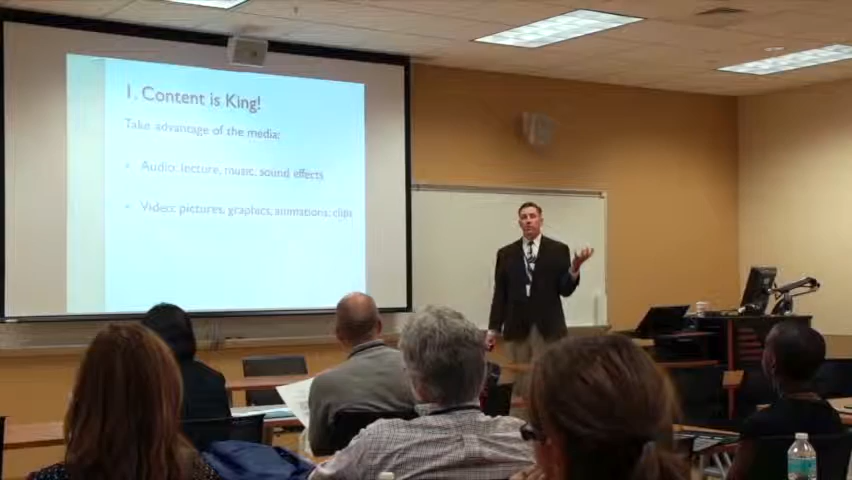 1. Content is King!
Take advantage of the media:
• Audio: lecture, music, sound effects
• Video: pictures, graphics, animations, clips